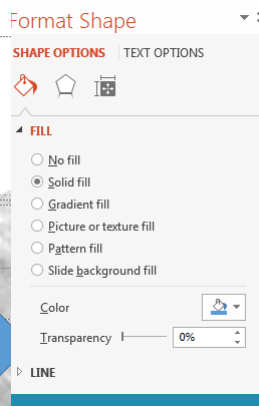 Format Shape
SHAPE OPTIONS TEXT OPTIONS
FILL
No fill
Solid fill
Gradient fill
Picture or texture fill
Pattern fill
Slide background fill
Color
Transparency 0%
LINE